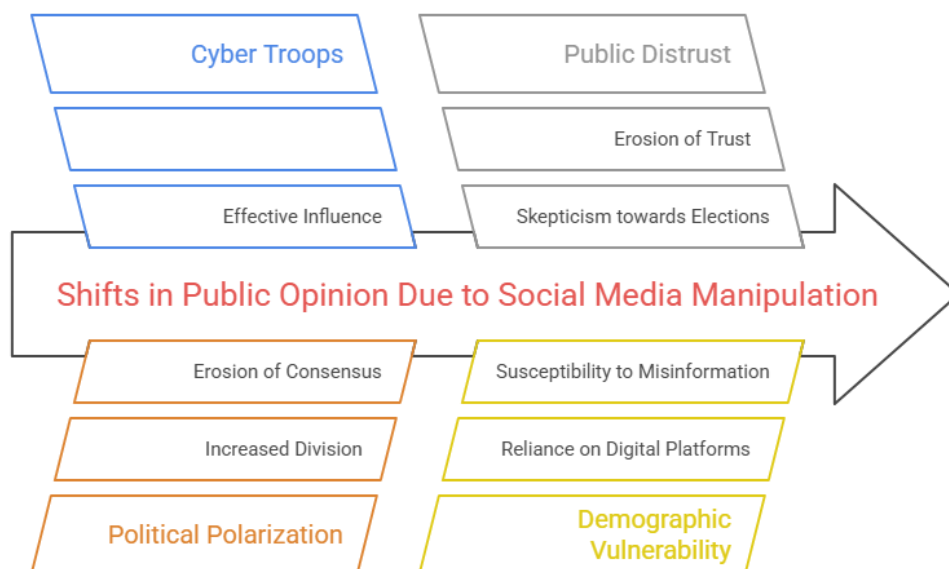 Cyber Troops
Public Distrust
Erosion of Trust
Effective Influence
Skepticism towards Elections
Shifts in Public Opinion Due to Social Media Manipulation
Erosion of Consensus
Susceptibility to Misinformation
Increased Division
Reliance on Digital Platforms
Political Polarization
Demographic
Vulnerability